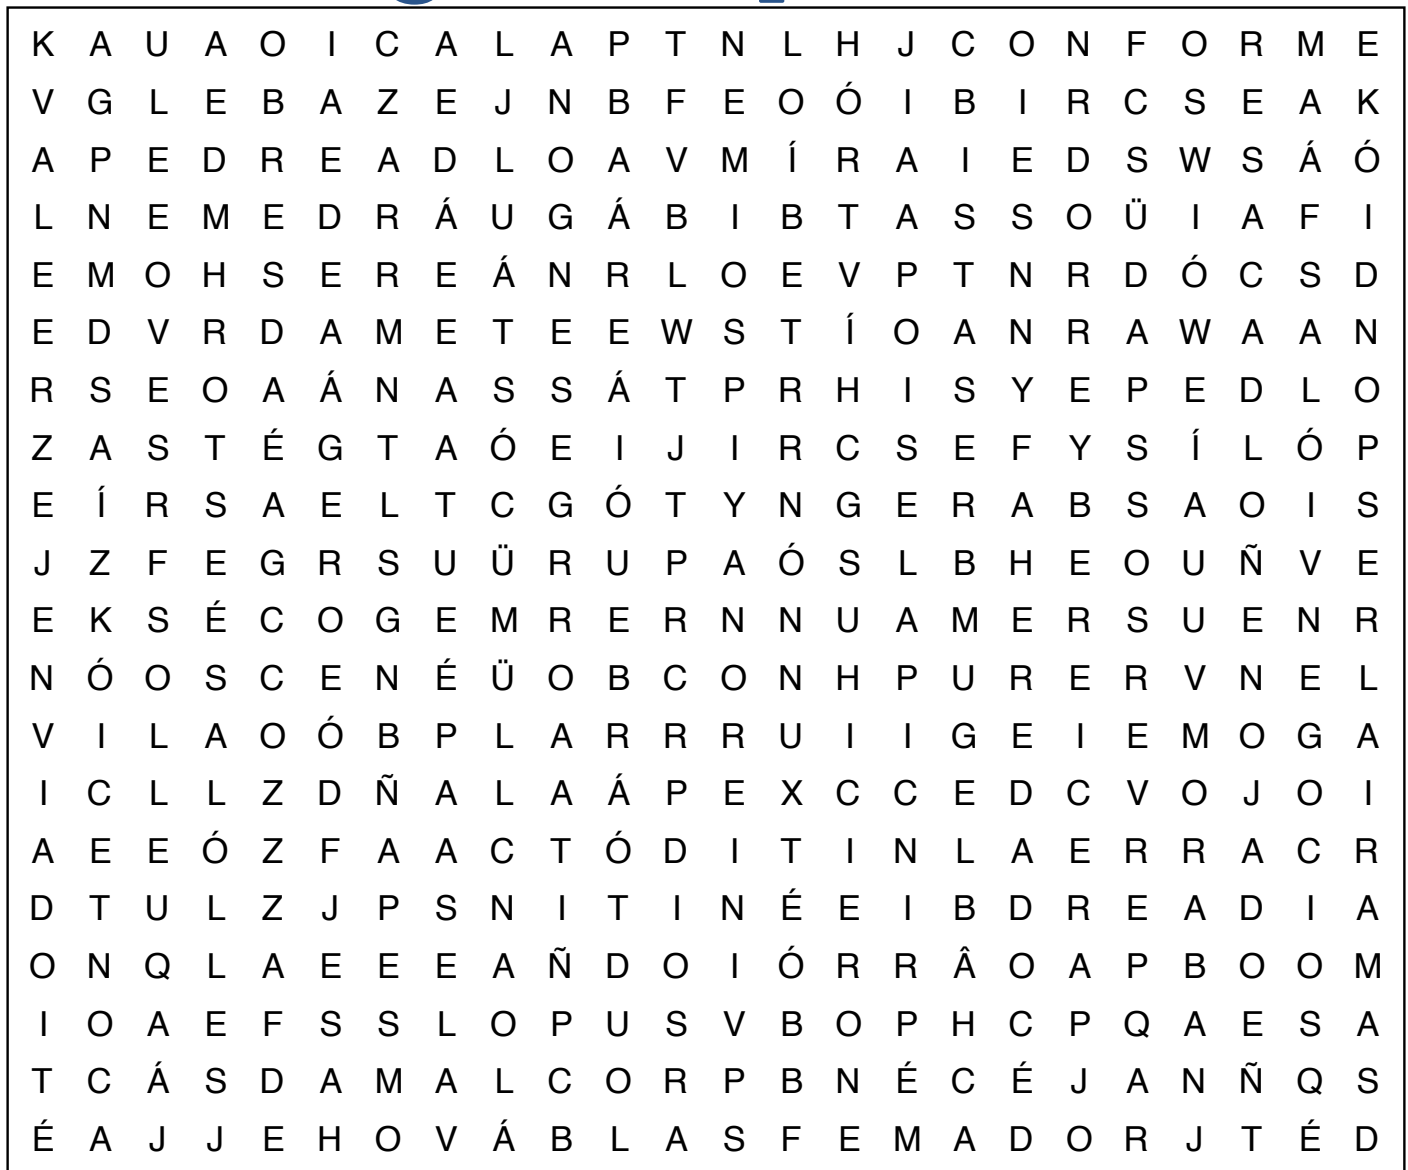 K A U A O I C A L A P T N L H J C O N F O R M E
V G L E B A Z E J N B F E O Ó I B I R C S E A K
A P E D R E A D L O A V M Í R A I E D S W S Á Ó
L N E M E D R Á U G Á B I B T A S S O Ü I A F I
E M O H S E R E Á N R L O E V P T N R D Ó C S D
E D V R D A M E T E E W S T Í O A N R A W A A N
R S E O A Á N A S S Á T P R H I S Y E P E D L O
Z A S T É G T A Ó E I J I R C S E F Y S Í L Ó P
E Í R S A E L T C G Ó T Y N G E R A B S A O I S
J Z F E G R S U Ü R U P A Ó S L B H E O U Ñ V E
E K S É C O G E M R E R N N U A M E R S U E N R
N Ó O S C E N É Ü O B C O N H P U R E R V N E L
V I L A O Ó B P L A R R R U I I G E I E M O G A
I C L L Z D Ñ A L A Á P E X C C E D C V O J O I
A E E Ó Z F A A C T Ó D I T I N L A E R R A C R
D T U L Z J P S N I T I N É E I B D R E A D I A
O N Q L A E E E A Ñ D O I Ó R R Â O A P B O O M
I O A E F S S L O P U S V B O P H C P Q A E S A
T C Á S D A M A L C O R P B N É C É J A N Ñ Q S
É A J J E H O V Á B L A S F E M A D O R J T É D